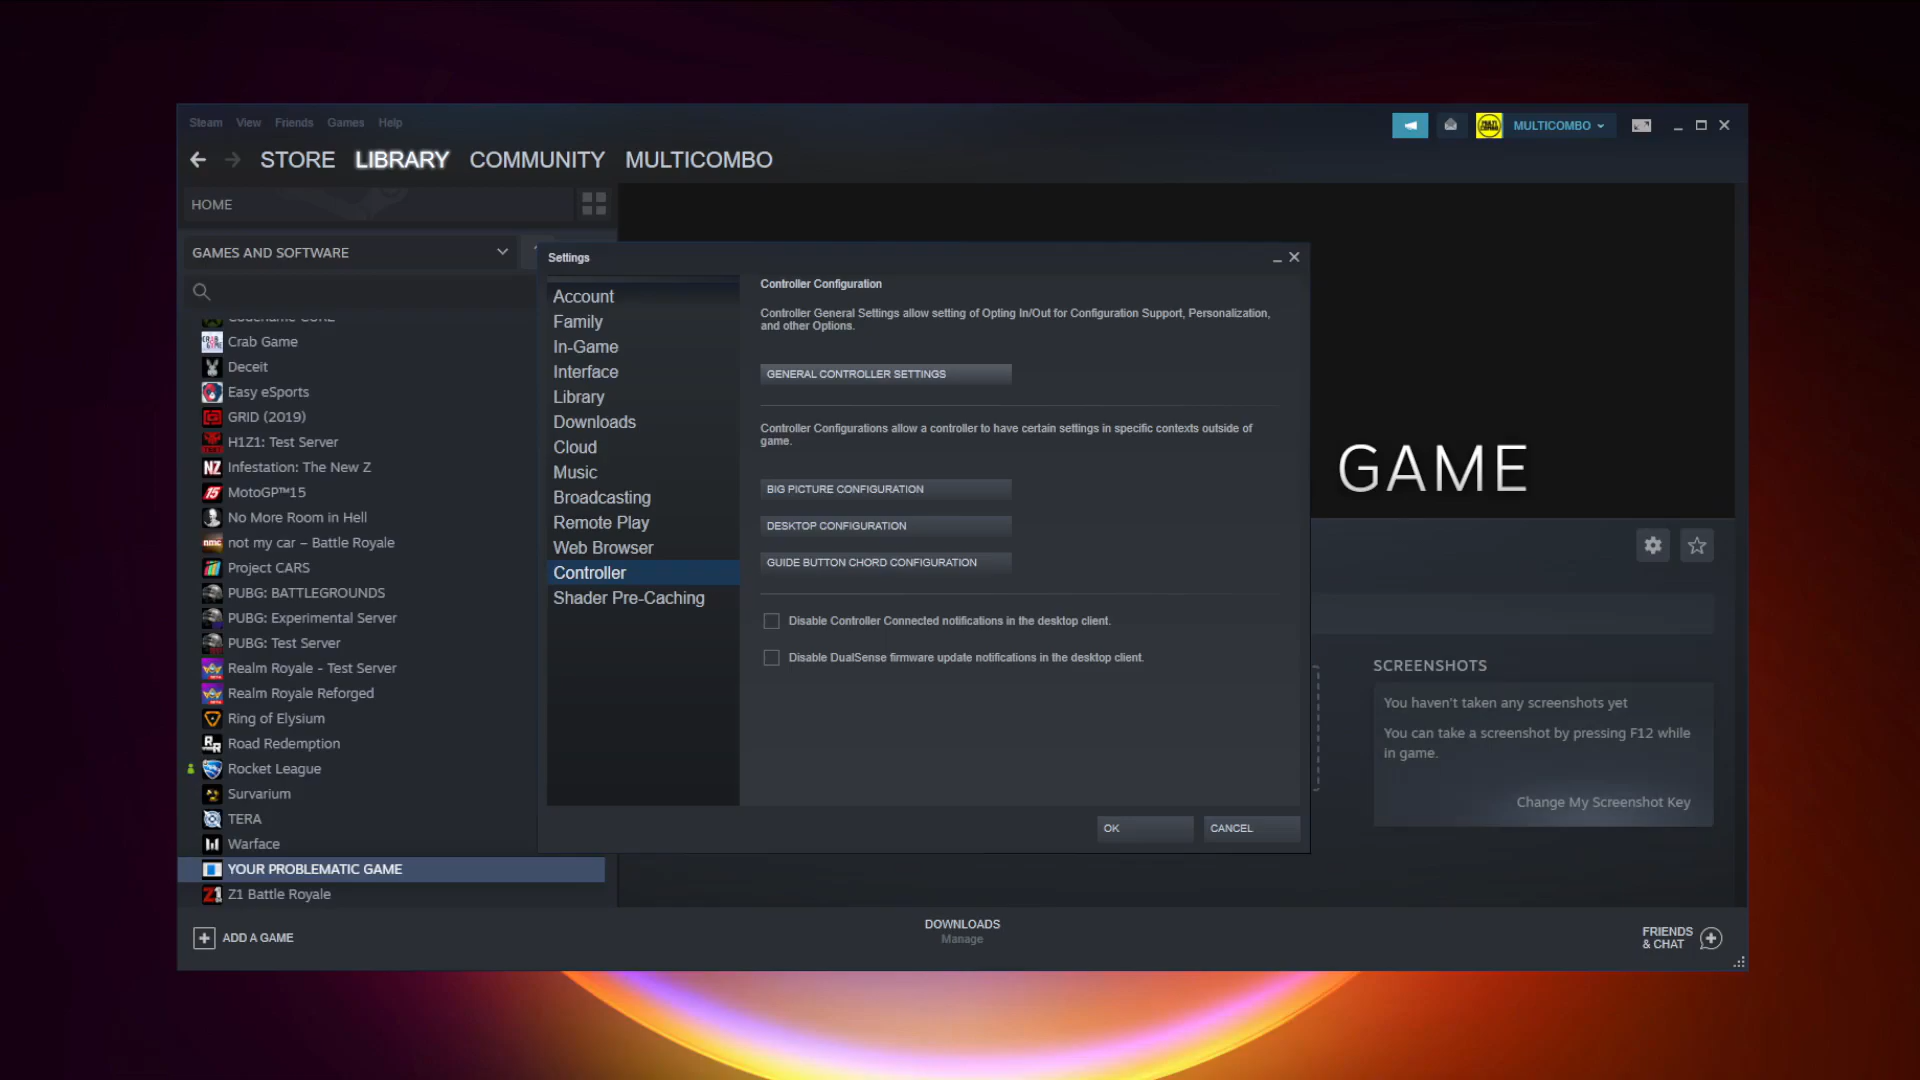 Steam View Friends Games Help
MULTICOMBO
STORE LIBRARY COMMUNITY MULTICOMBO
HOME
GAMES AND SOFTWARE
Crab Game
Deceit
Easy eSports
GRID (2019)
H1Z1: Test Server
Infestation: The New Z
MotoGP™15
No More Room in Hell
not my car – Battle Royale
Project CARS
PUBG: BATTLEGROUNDS
PUBG: Experimental Server
PUBG: Test Server
Realm Royale - Test Server
Realm Royale Reforged
Ring of Elysium
Road Redemption
Rocket League
Survarium
TERA
Warface
YOUR PROBLEMATIC GAME
Z1 Battle Royale
ADD A GAME
Settings
Account
Family
In-Game
Interface
Library
Downloads
Cloud
Music
Broadcasting
Remote Play
Web Browser
Controller
Shader Pre-Caching
Controller Configuration
Controller General Settings allow setting of Opting In/Out for Configuration Support, Personalization,
and other Options.
GENERAL CONTROLLER SETTINGS
Controller Configurations allow a controller to have certain settings in specific contexts outside of
game.
BIG PICTURE CONFIGURATION
DESKTOP CONFIGURATION
GUIDE BUTTON CHORD CONFIGURATION
Disable Controller Connected notifications in the desktop client.
Disable DualSense firmware update notifications in the desktop client.
OK CANCEL
GAME
SCREENSHOTS
You haven't taken any screenshots yet
You can take a screenshot by pressing F12 while
in game.
Change My Screenshot Key
DOWNLOADS
Manage
FRIENDS
& CHAT